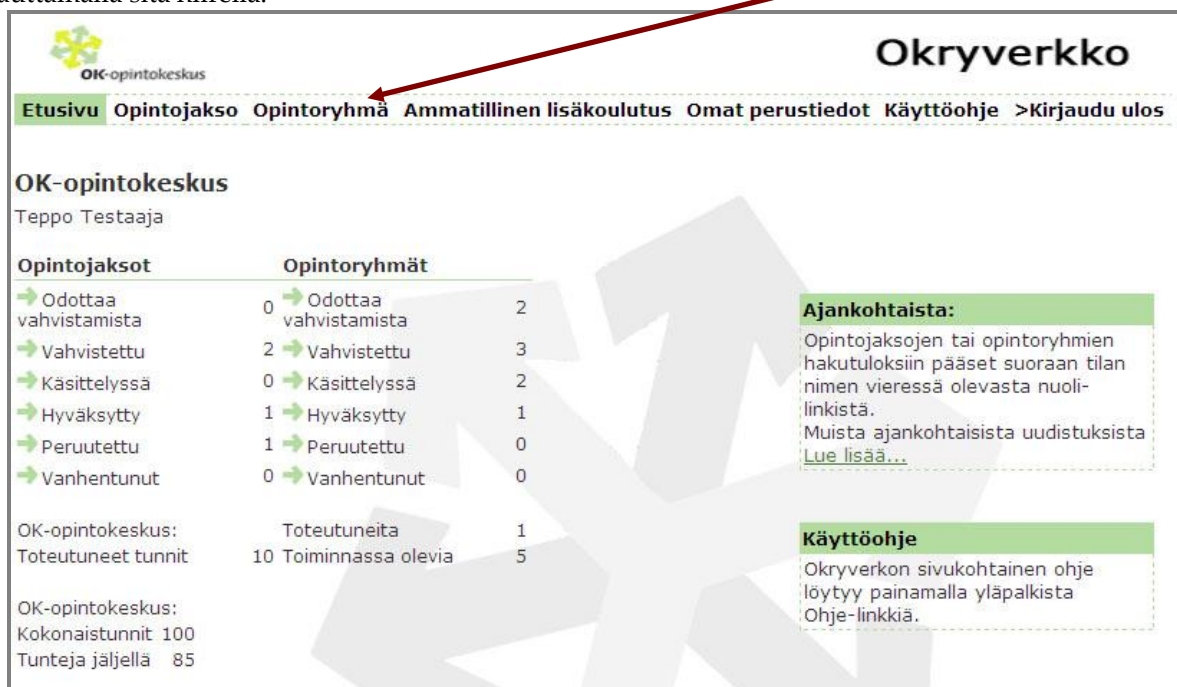 OK-opintokeskus
Okryverkko
Etusivu Opintojakso Opintoryhmä Ammatillinen lisäkoulutus Omat perustiedot Käyttöohje >Kirjaudu ulos
OK-opintokeskus
Teppo Testaaja
Opintojaksot Opintoryhmät
Odottaa vahvistamista 0 Odottaa vahvistamista 2
Vahvistettu 2 Vahvistettu 3
Käsittelyssä 0 Käsittelyssä 2
Hyväksytty 1 Hyväksytty 1
Peruutettu 1 Peruutettu 0
Vanhentunut 0 Vanhentunut 0
OK-opintokeskus: Toteutuneita 1
Toteutuneet tunnit 10 Toiminnassa olevia 5
OK-opintokeskus:
Kokonaistunnit 100
Tunteja jäljellä 85
Ajankohtaista:
Opintojaksojen tai opintoryhmien
hakutuloksiin pääset suoraan tilan
nimen vieressä olevasta nuoli-
linkistä.
Muista ajankohtaisista uudistuksista
Lue lisää...
Käyttöohje
Okryverkon sivukohtainen ohje
löytyy painamalla yläpalkista
Ohje-linkkiä.